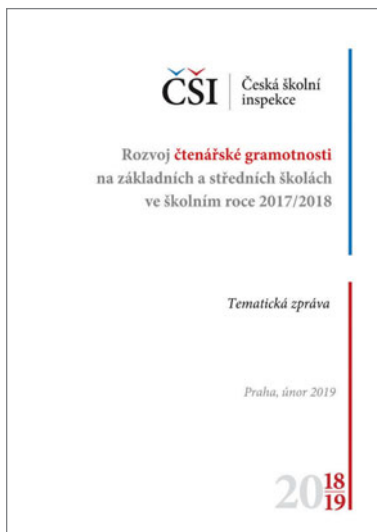 ČŠI
Česká školní
inspekce
Rozvoj čtenářské gramotnosti
na základních a středních školách
ve školním roce 2017/2018
Tematická zpráva
Praha, únor 2019
20 18
19